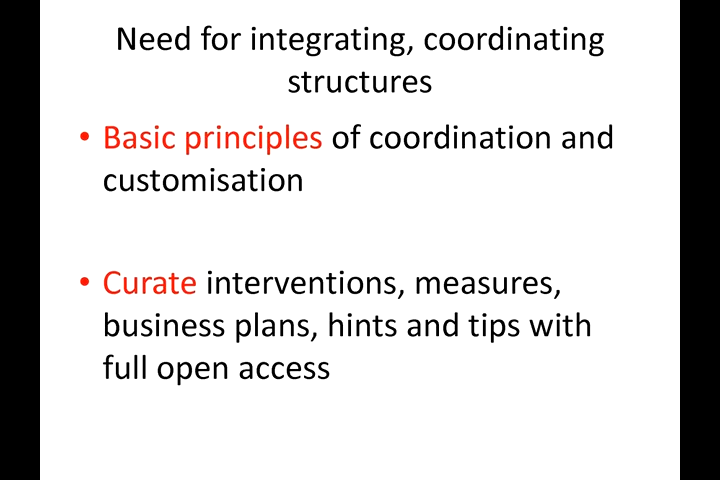 Need for integrating, coordinating
structures
• Basic principles of coordination and
customisation
• Curate interventions, measures,
business plans, hints and tips with
full open access